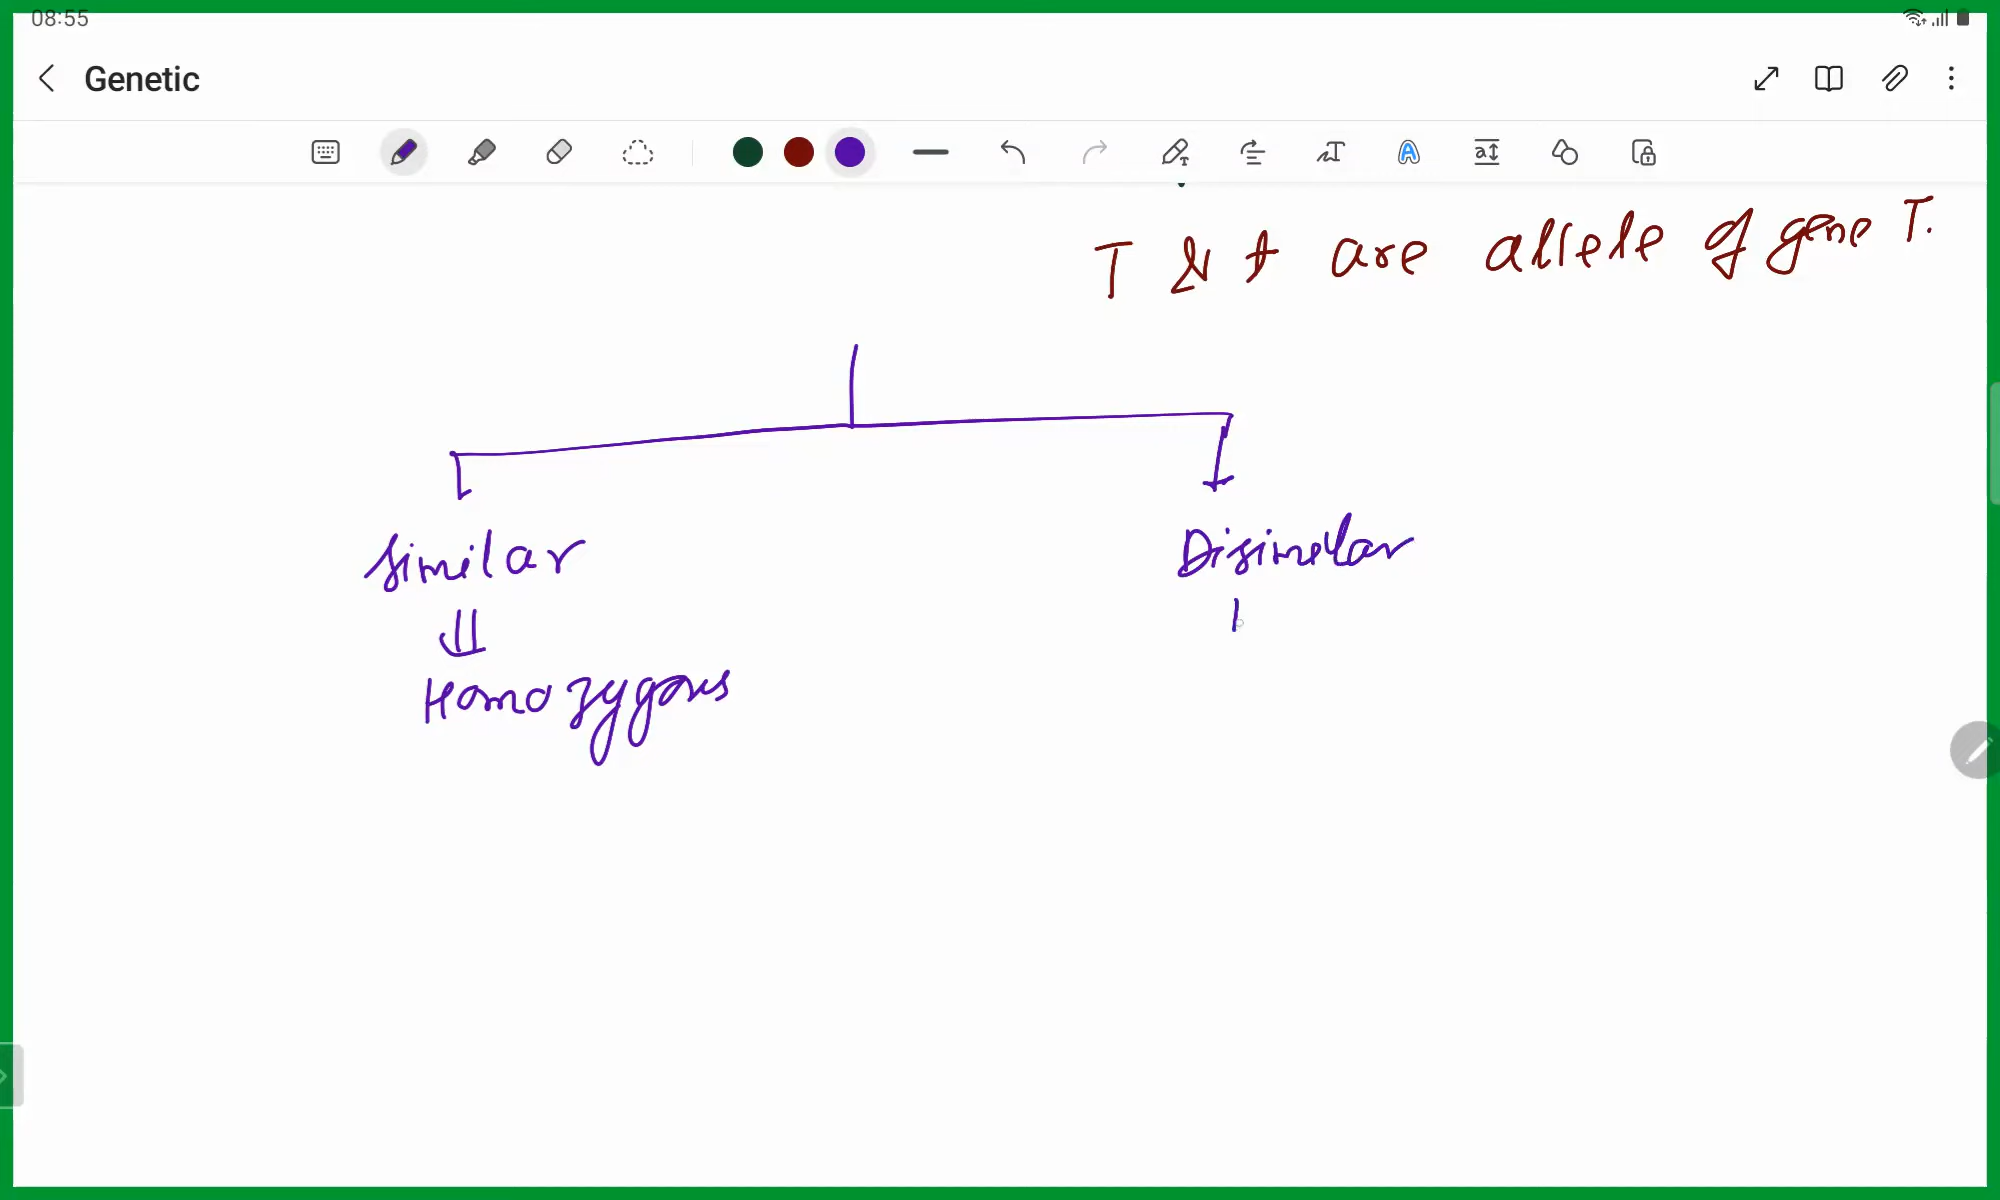 08:55
Genetic
T & t are allele of gene T.
Similar
Disimilar
Homozygous